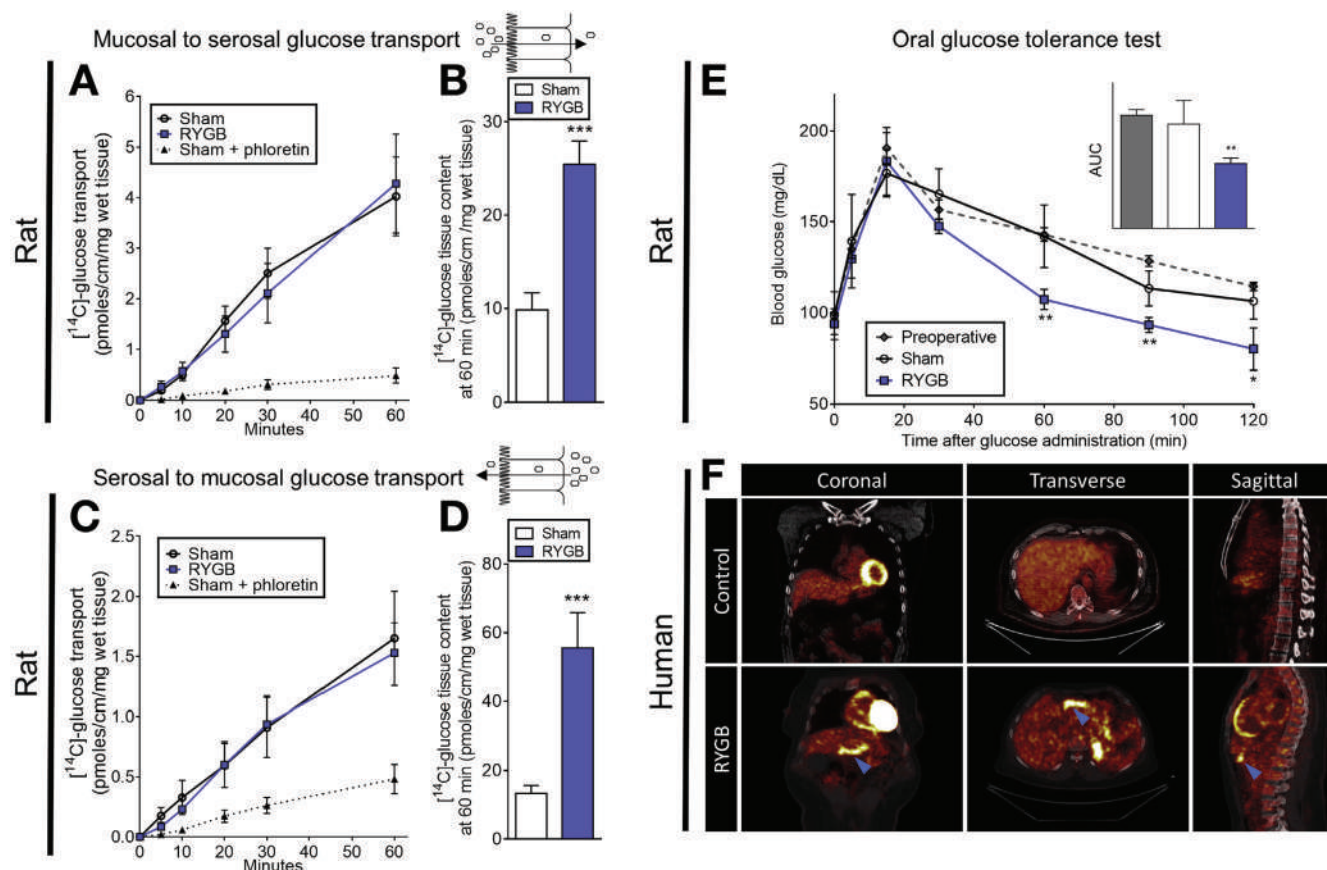 Mucosal to serosal glucose transport
Rat
A
[¹⁴C]-glucose transport
(pmoles/cm/mg wet tissue)
6
5
4
3
2
1
0
Sham
RYGB
Sham + phloretin
0 10 20 30 40 50 60
Minutes
B
Sham
RYGB
[¹⁴C]-glucose tissue content
at 60 min (pmoles/cm /mg wet tissue)
30
20
10
0
***
Serosal to mucosal glucose transport
Rat
C
[¹⁴C]-glucose transport
(pmoles/cm/mg wet tissue)
2.5
2.0
1.5
1.0
0.5
0.0
Sham
RYGB
Sham + phloretin
0 10 20 30 40 50 60
Minutes.
D
Sham
RYGB
[¹⁴C]-glucose tissue content
at 60 min (pmoles/cm/mg wet tissue)
80
60
40
20
0
***
Oral glucose tolerance test
Rat
E
Blood glucose (mg/dL)
200
150
100
50
AUC
**
**
**
*
Preoperative
Sham
RYGB
0 20 40 60 80 100 120
Time after glucose administration (min)
Human
F
Coronal Transverse Sagittal
Control
RYGB